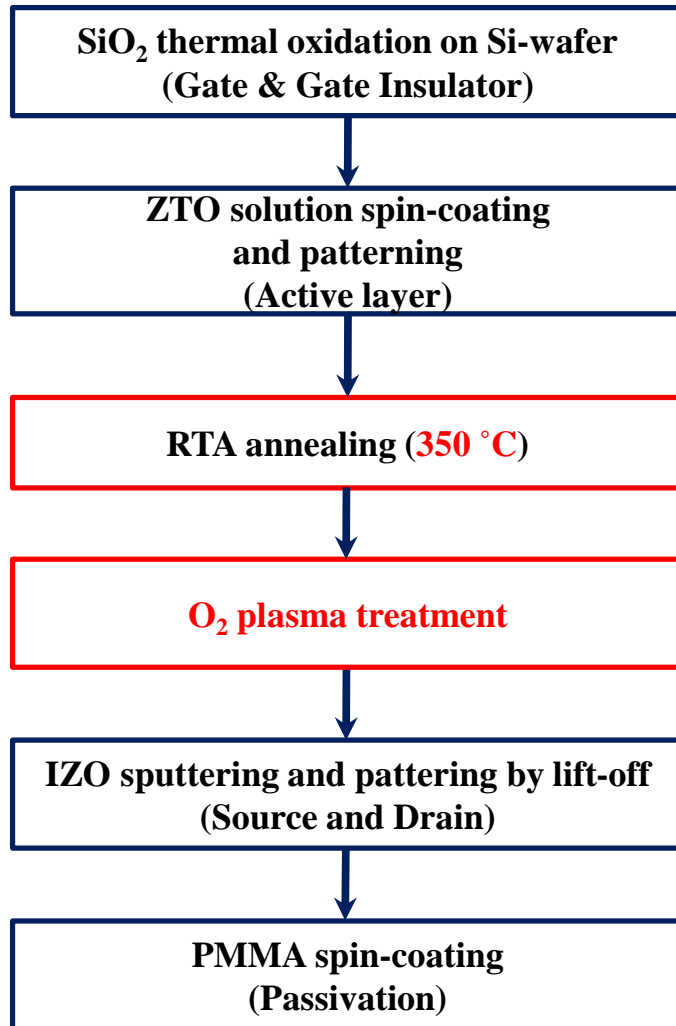 SiO₂ thermal oxidation on Si-wafer
(Gate & Gate Insulator)
ZTO solution spin-coating
and patterning
(Active layer)
RTA annealing (350 ˚C)
O₂ plasma treatment
IZO sputtering and pattering by lift-off
(Source and Drain)
PMMA spin-coating
(Passivation)